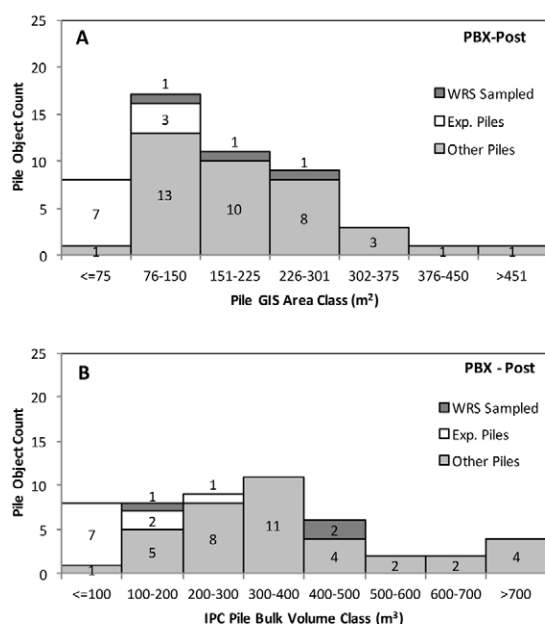 A
PBX-Post
WRS Sampled
Exp. Piles
Other Piles
Pile Object Count
25
20
15
10
5
0
1
3
1
1
7
13
10
8
3
1
1
1
<=75 76-150 151-225 226-301 302-375 376-450 >451
Pile GIS Area Class (m²)
B
PBX - Post
WRS Sampled
Exp. Piles
Other Piles
Pile Object Count
25
20
15
10
5
0
1
1
7
2
2
5
8
11
4
2
2
4
1
<=100 100-200 200-300 300-400 400-500 500-600 600-700 >700
IPC Pile Bulk Volume Class (m³)